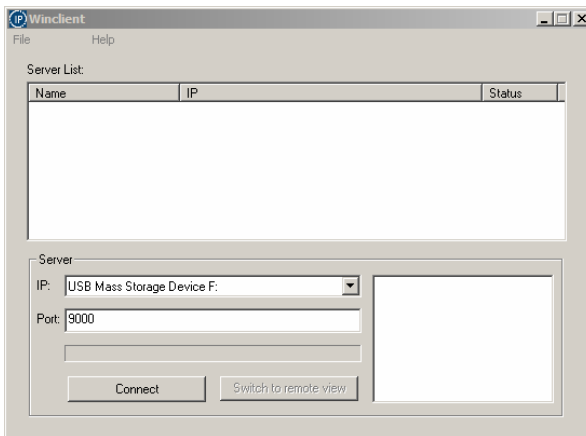 IP Winclient
File Help
Server List:
Name IP Status
Server
IP: USB Mass Storage Device F:
Port: 9000
Connect Switch to remote view